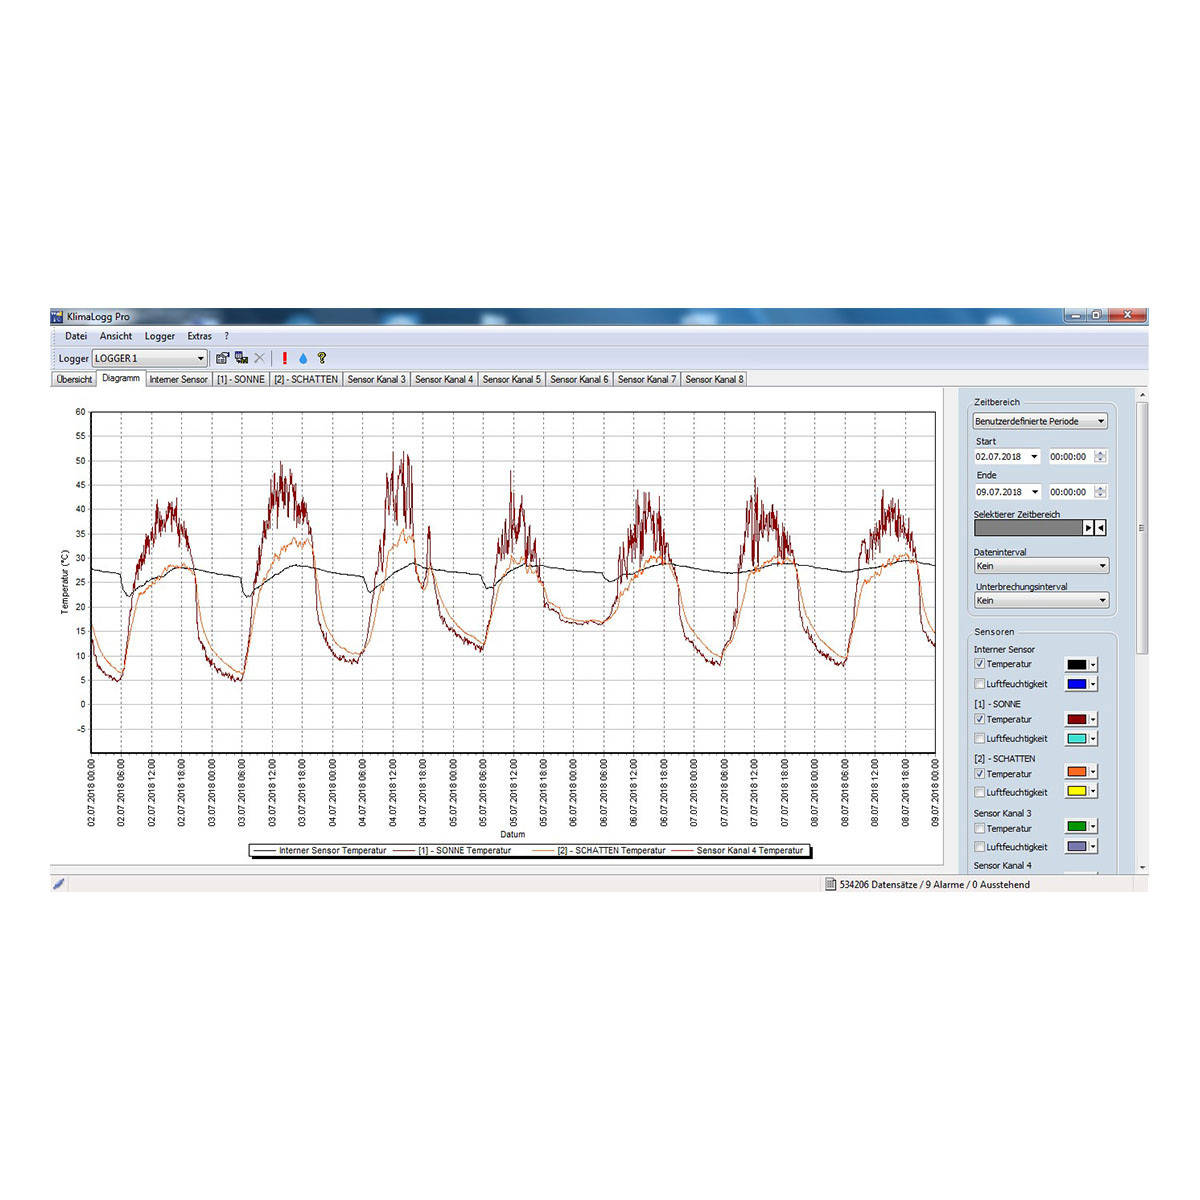 KlimaLogg Pro
Datei Ansicht Logger Extras ?
Logger LOGGER 1
Übersicht Diagramm Interner Sensor [1] - SONNE [2] - SCHATTEN Sensor Kanal 3 Sensor Kanal 4 Sensor Kanal 5 Sensor Kanal 6 Sensor Kanal 7 Sensor Kanal 8
60
55
50
45
40
35
30
25
20
15
10
5
0
-5
Temperatur (°C)
02.07.2018 00:00
02.07.2018 06:00
02.07.2018 12:00
02.07.2018 18:00
03.07.2018 00:00
03.07.2018 06:00
03.07.2018 12:00
03.07.2018 18:00
04.07.2018 00:00
04.07.2018 06:00
04.07.2018 12:00
04.07.2018 18:00
05.07.2018 00:00
05.07.2018 06:00
05.07.2018 12:00
05.07.2018 18:00
06.07.2018 00:00
06.07.2018 06:00
06.07.2018 12:00
06.07.2018 18:00
07.07.2018 00:00
07.07.2018 06:00
07.07.2018 12:00
07.07.2018 18:00
08.07.2018 00:00
08.07.2018 06:00
08.07.2018 12:00
08.07.2018 18:00
09.07.2018 00:00
Datum
Interner Sensor Temperatur [1] - SONNE Temperatur [2] - SCHATTEN Temperatur Sensor Kanal 4 Temperatur
Zeitbereich
Benutzerdefinierte Periode
Start
02.07.2018 00:00:00
Ende
09.07.2018 00:00:00
Selektierer Zeitbereich
Dateninterval
Kein
Unterbrechungsinterval
Kein
Sensoren
Interner Sensor
Temperatur
Luftfeuchtigkeit
[1] - SONNE
Temperatur
Luftfeuchtigkeit
[2] - SCHATTEN
Temperatur
Luftfeuchtigkeit
Sensor Kanal 3
Temperatur
Luftfeuchtigkeit
Sensor Kanal 4
534206 Datensätze / 9 Alarme / 0 Ausstehend